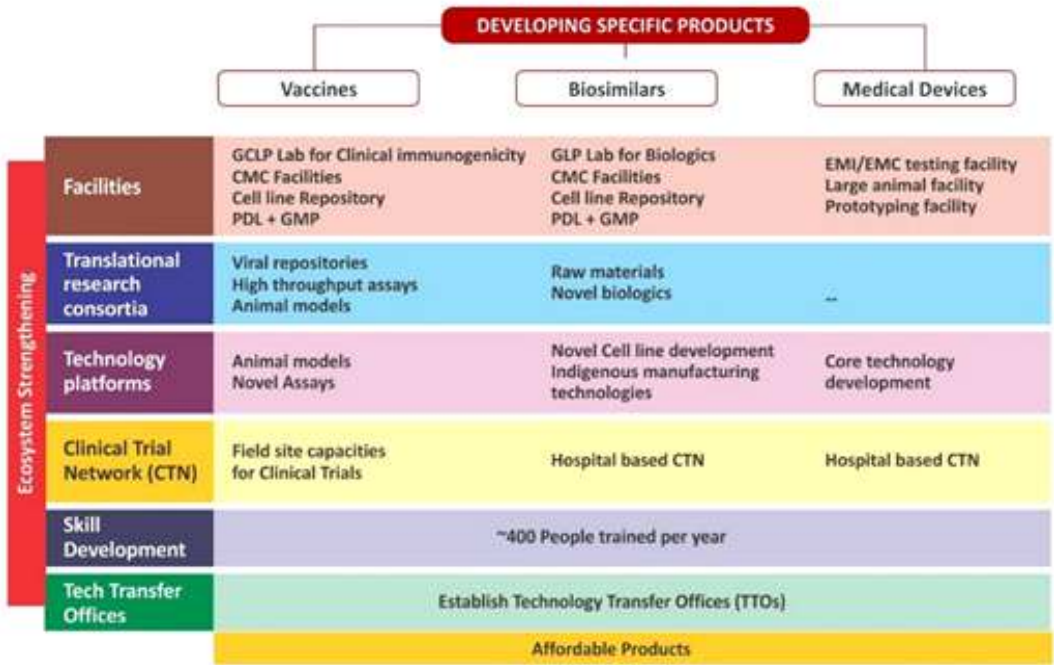 DEVELOPING SPECIFIC PRODUCTS
Vaccines
Biosimilars
Medical Devices
Ecosystem Strengthening
Facilities
GCLP Lab for Clinical immunogenicity
CMC Facilities
Cell line Repository
PDL + GMP
GLP Lab for Biologics
CMC Facilities
Cell line Repository
PDL + GMP
EMI/EMC testing facility
Large animal facility
Prototyping facility
Translational
research
consortia
Viral repositories
High throughput assays
Animal models
Raw materials
Novel biologics
--
Technology
platforms
Animal models
Novel Assays
Novel Cell line development
Indigenous manufacturing
technologies
Core technology
development
Clinical Trial
Network (CTN)
Field site capacities
for Clinical Trials
Hospital based CTN
Hospital based CTN
Skill
Development
~400 People trained per year
Tech Transfer
Offices
Establish Technology Transfer Offices (TTOs)
Affordable Products